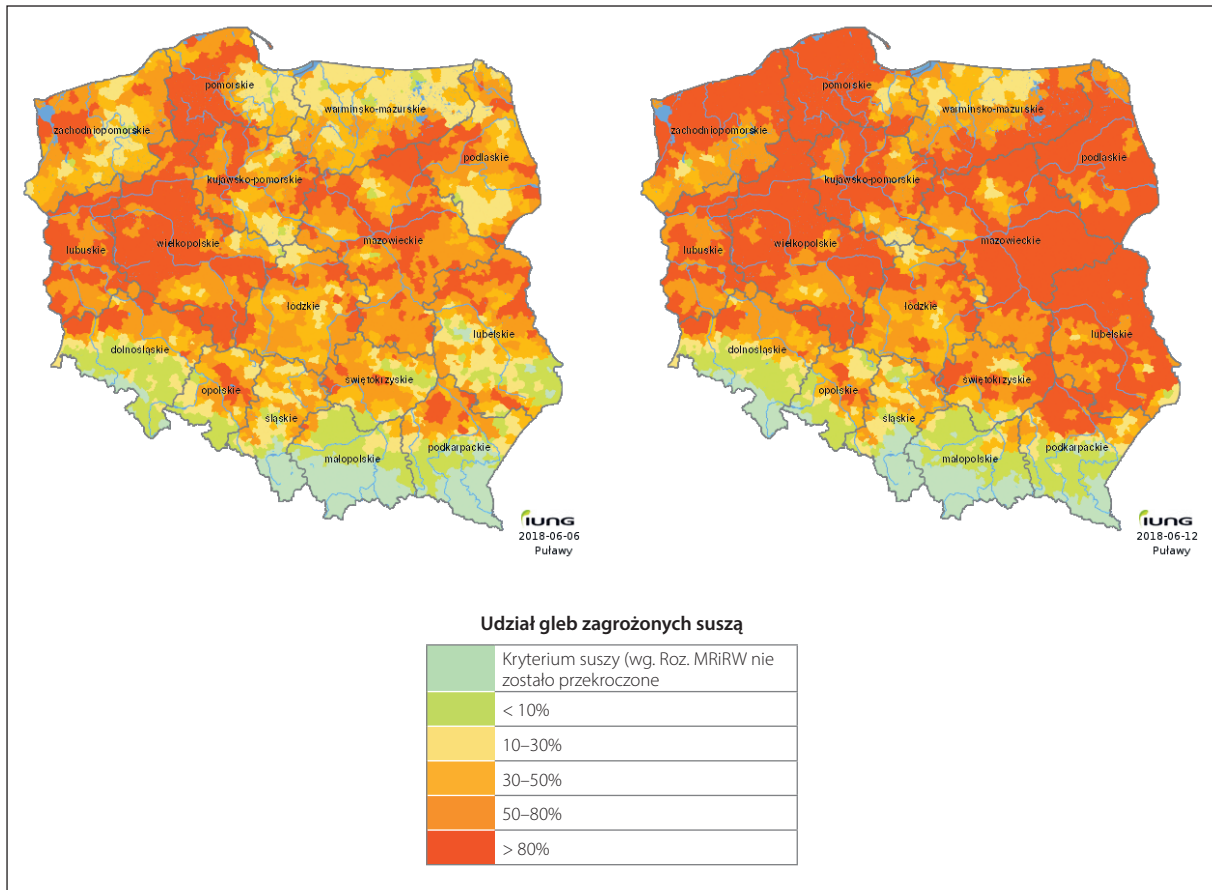 pomorskie
warmińsko-mazurskie
zachodniopomorskie
podlaskie
kujawsko-pomorskie
mazowieckie
wielkopolskie
lubuskie
łódzkie
lubelskie
dolnośląskie
świętokrzyskie
opolskie
śląskie
podkarpackie
małopolskie
IUNG
2018-06-06
Puławy
pomorskie
warmińsko-mazurskie
zachodniopomorskie
podlaskie
kujawsko-pomorskie
mazowieckie
wielkopolskie
lubuskie
łódzkie
lubelskie
dolnośląskie
świętokrzyskie
opolskie
śląskie
podkarpackie
małopolskie
IUNG
2018-06-12
Puławy
Udział gleb zagrożonych suszą
Kryterium suszy (wg. Roz. MRiRW nie
zostało przekroczone
< 10%
10–30%
30–50%
50–80%
> 80%